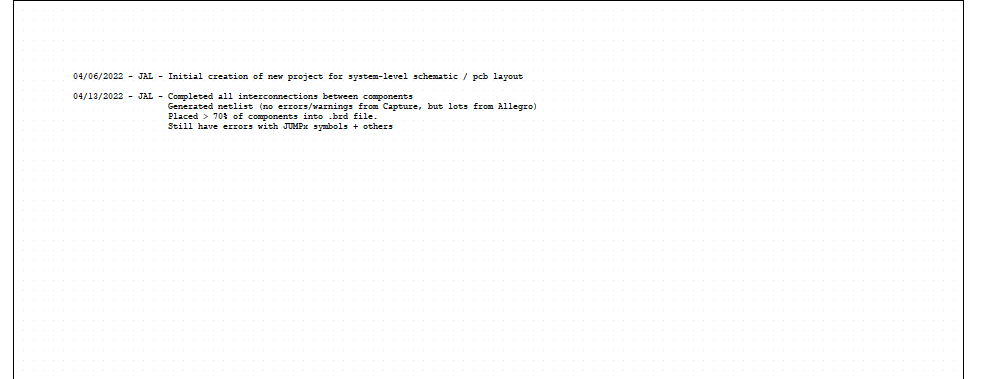 04/06/2022 - JAL - Initial creation of new project for system-level schematic / pcb layout
04/13/2022 - JAL - Completed all interconnections between components
Generated netlist (no errors/warnings from Capture, but lots from Allegro)
Placed > 70% of components into .brd file.
Still have errors with JUMPx symbols + others